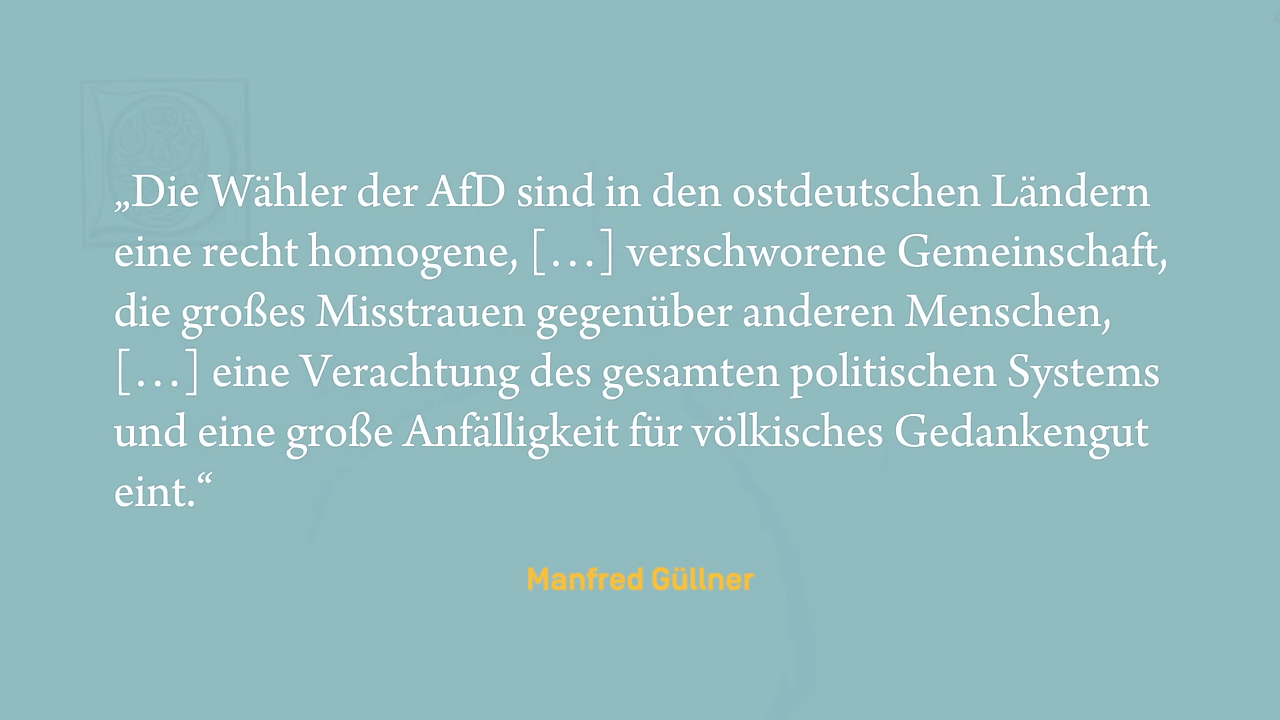 „Die Wähler der AfD sind in den ostdeutschen Ländern
eine recht homogene, […] verschworene Gemeinschaft,
die großes Misstrauen gegenüber anderen Menschen,
[…] eine Verachtung des gesamten politischen Systems
und eine große Anfälligkeit für völkisches Gedankengut
eint.“
Manfred Güllner